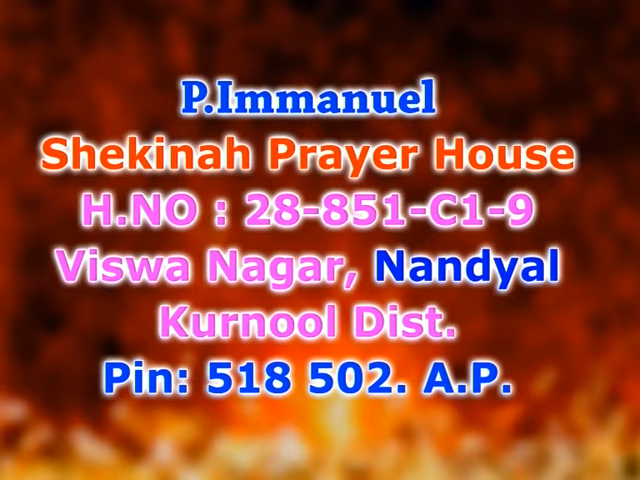 P.Immanuel
Shekinah Prayer House
H.NO : 28-851-C1-9
Viswa Nagar, Nandyal
Kurnool Dist.
Pin: 518 502. A.P.